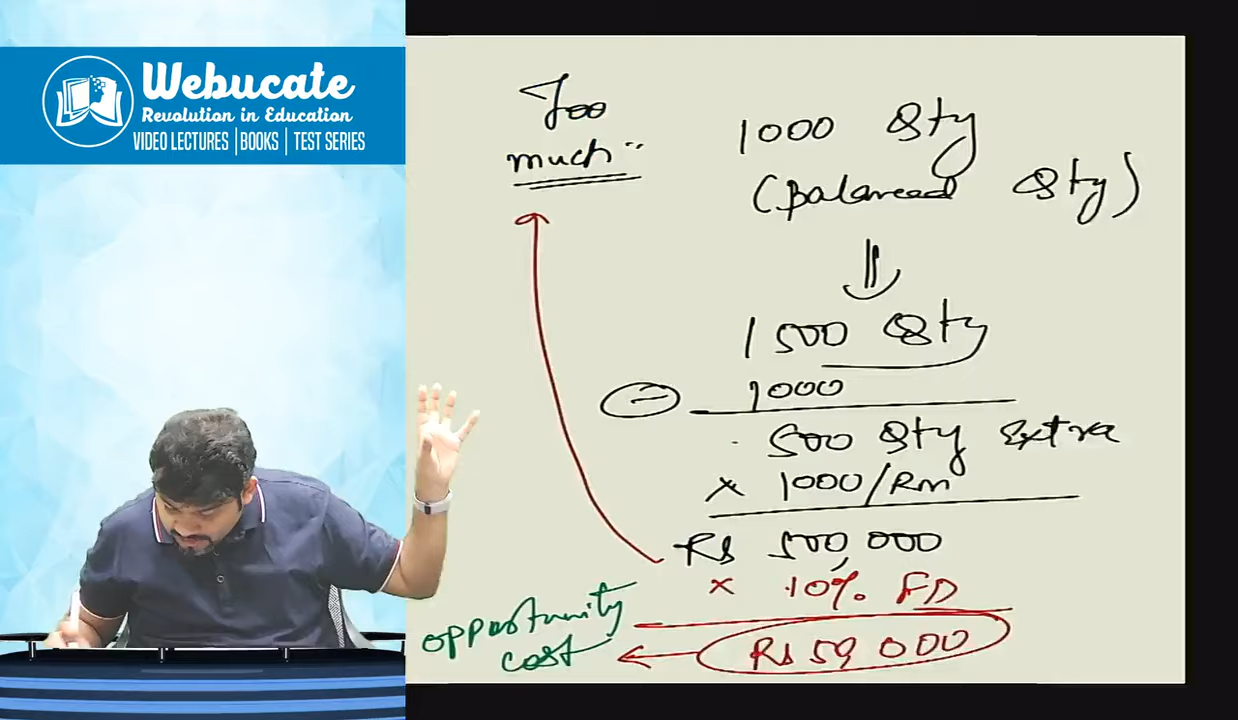 Webucate
Revolution in Education
VIDEO LECTURES | BOOKS | TEST SERIES
Too
much
1000 Qty
(Balanced Qty)
1500 Qty
- 1000
500 Qty Extra
x 1000/Rm
Rs 500,000
x 10% FD
Rs 50,000
opportunity
cost